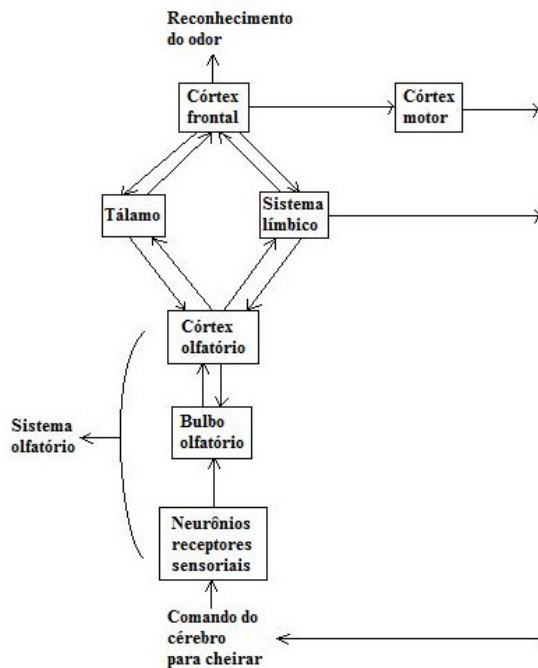 Reconhecimento
do odor
Córtex
frontal
Córtex
motor
Tálamo
Sistema
límbico
Córtex
olfatório
Sistema
olfatório
Bulbo
olfatório
Neurônios
receptores
sensoriais
Comando do
cérebro
para cheirar